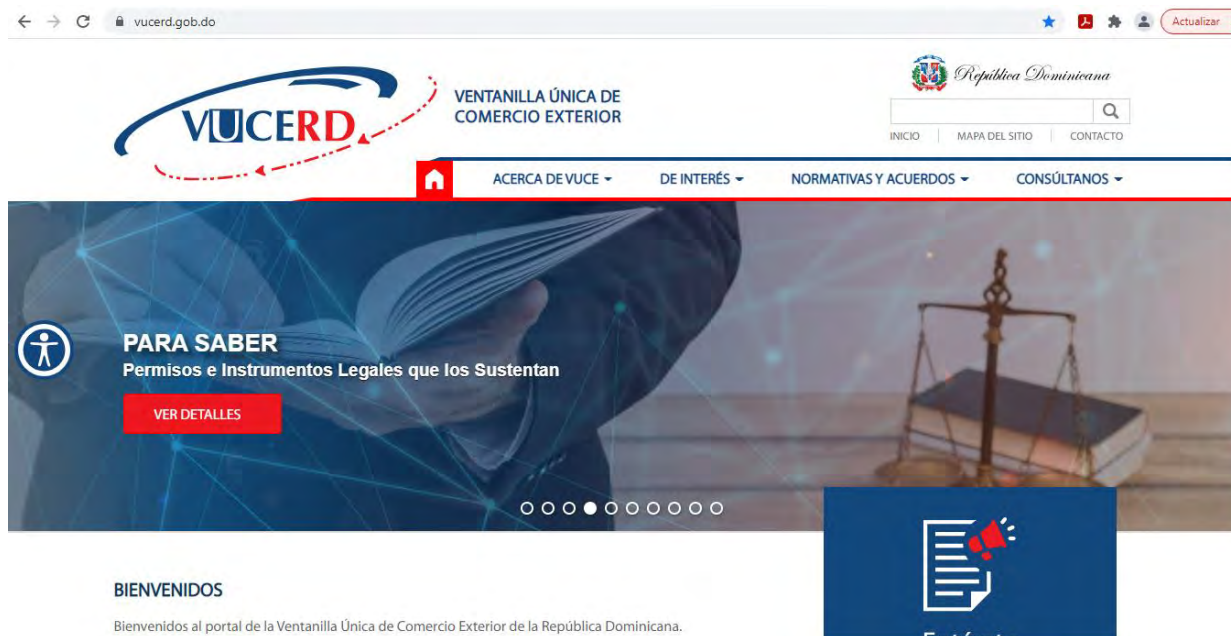 vucerd.gob.do
Actualizar
República Dominicana
VUCERD
VENTANILLA ÚNICA DE
COMERCIO EXTERIOR
INICIO
MAPA DEL SITIO
CONTACTO
ACERCA DE VUCE
DE INTERÉS
NORMATIVAS Y ACUERDOS
CONSÚLTANOS
PARA SABER
Permisos e Instrumentos Legales que los Sustentan
VER DETALLES
BIENVENIDOS
Bienvenidos al portal de la Ventanilla Única de Comercio Exterior de la República Dominicana.